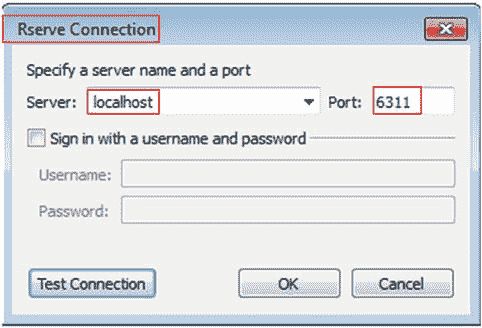 Rserve Connection
Specify a server name and a port
Server: localhost Port: 6311
Sign in with a username and password
Username:
Password:
Test Connection OK Cancel